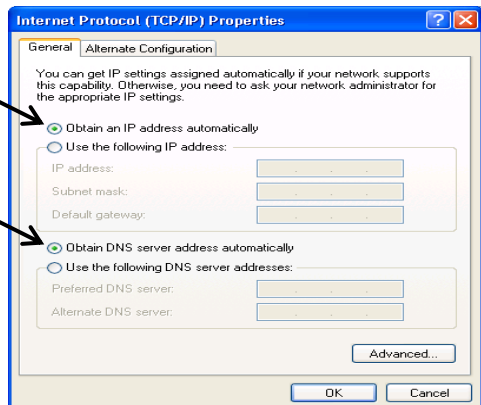 Internet Protocol (TCP/IP) Properties
General
Alternate Configuration
You can get IP settings assigned automatically if your network supports
this capability. Otherwise, you need to ask your network administrator for
the appropriate IP settings.
Obtain an IP address automatically
Use the following IP address:
IP address:
Subnet mask:
Default gateway:
Obtain DNS server address automatically
Use the following DNS server addresses:
Preferred DNS server:
Alternate DNS server:
Advanced...
OK
Cancel